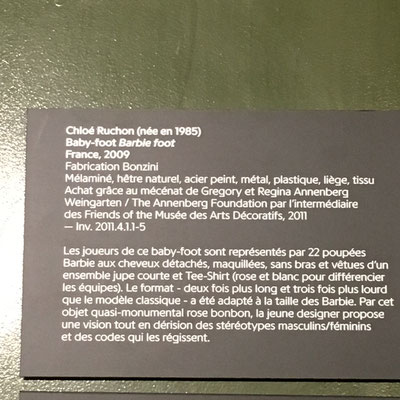 Chloé Ruchon (née en 1985)
Baby-foot Barbie foot
France, 2009
Fabrication Bonzini
Mélaminé, hêtre naturel, acier peint, métal, plastique, liège, tissu
Achat grâce au mécénat de Gregory et Regina Annenberg
Weingarten / The Annenberg Foundation par l'intermédiaire
des Friends of the Musée des Arts Décoratifs, 2011
— Inv. 2011.4.1.1-5
Les joueurs de ce baby-foot sont représentés par 22 poupées
Barbie aux cheveux détachés, maquillées, sans bras et vêtues d'un
ensemble jupe courte et Tee-Shirt (rose et blanc pour différencier
les équipes). Le format - deux fois plus long et trois fois plus lourd
que le modèle classique - a été adapté à la taille des Barbie. Par cet
objet quasi-monumental rose bonbon, la jeune designer propose
une vision tout en dérision des stéréotypes masculins/féminins
et des codes qui les régissent.